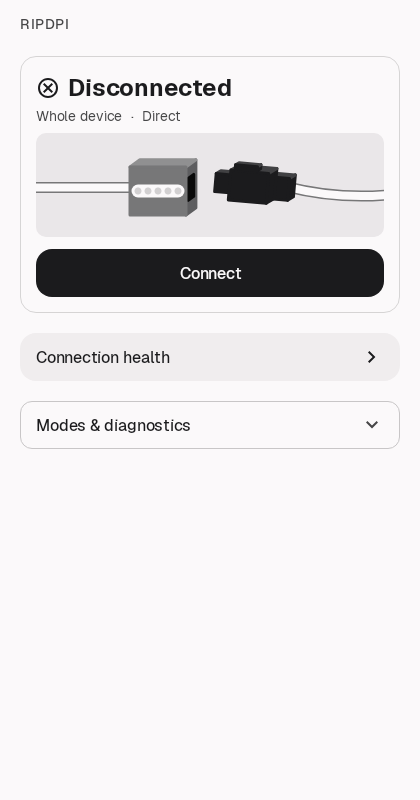 RIPDPI
Disconnected
Whole device · Direct
Connect
Connection health
Modes & diagnostics